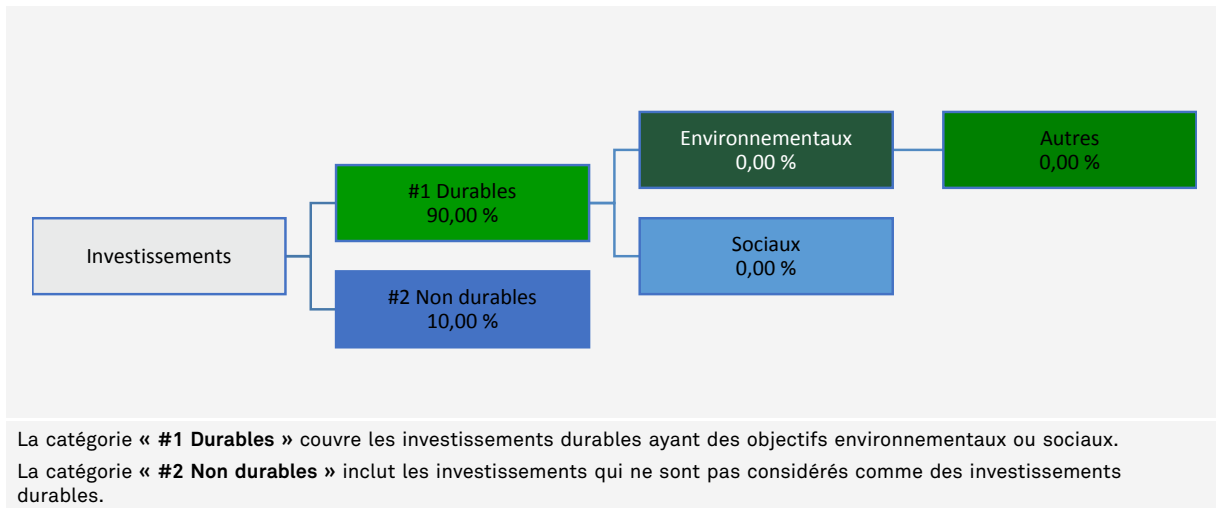 Environnementaux
0,00 %
Autres
0,00 %
#1 Durables
90,00 %
Investissements
Sociaux
0,00 %
#2 Non durables
10,00 %
La catégorie « #1 Durables » couvre les investissements durables ayant des objectifs environnementaux ou sociaux.
La catégorie « #2 Non durables » inclut les investissements qui ne sont pas considérés comme des investissements
durables.